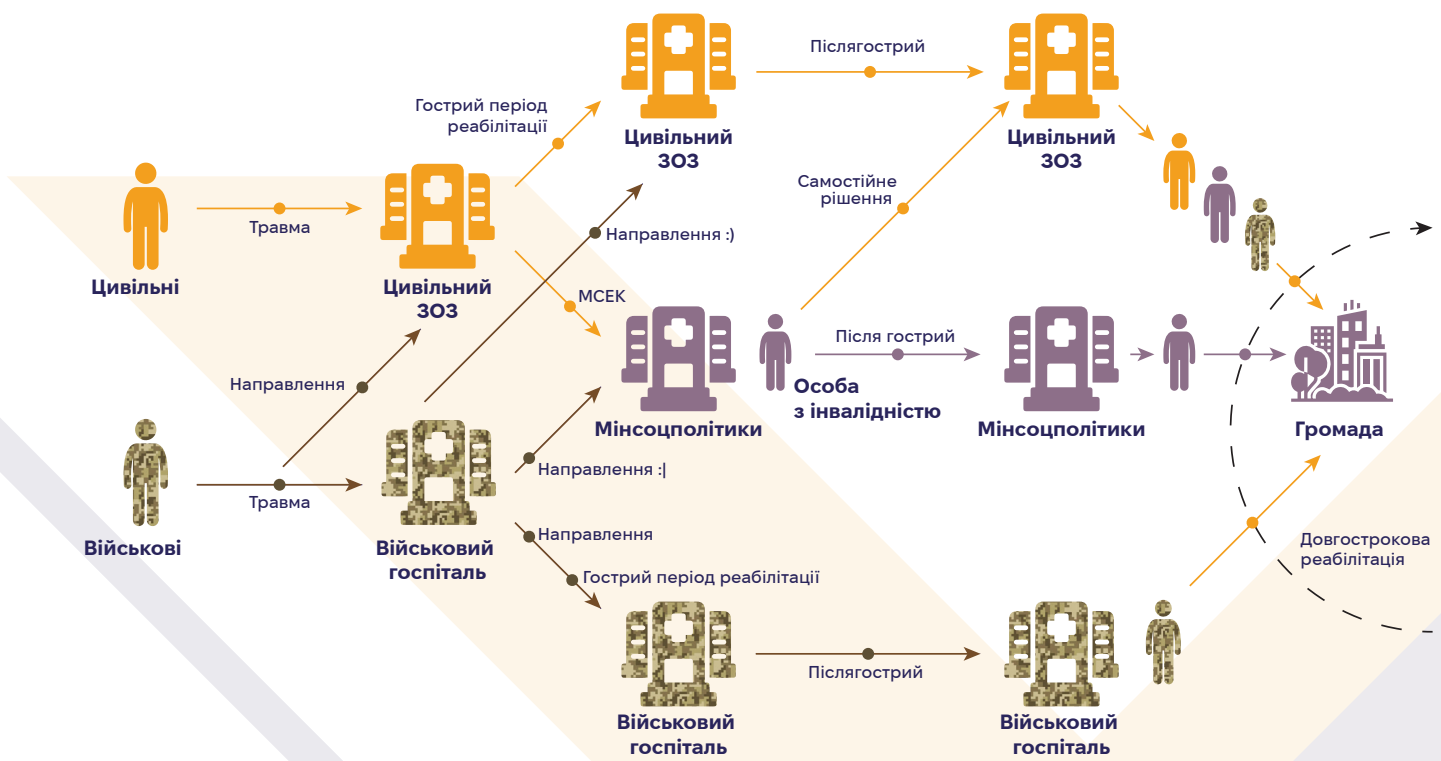 Післягострий
Гострий період
реабілітації
Цивільний
ЗОЗ
Цивільний
ЗОЗ
Самостійне
рішення
Травма
Направлення :)
Цивільні
Цивільний
ЗОЗ
МСЕК
Після гострий
Направлення
Особа
з інвалідністю
Мінсоцполітики
Мінсоцполітики
Громада
Направлення :|
Травма
Військові
Військовий
госпіталь
Направлення
Гострий період реабілітації
Довгострокова
реабілітація
Післягострий
Військовий
госпіталь
Військовий
госпіталь